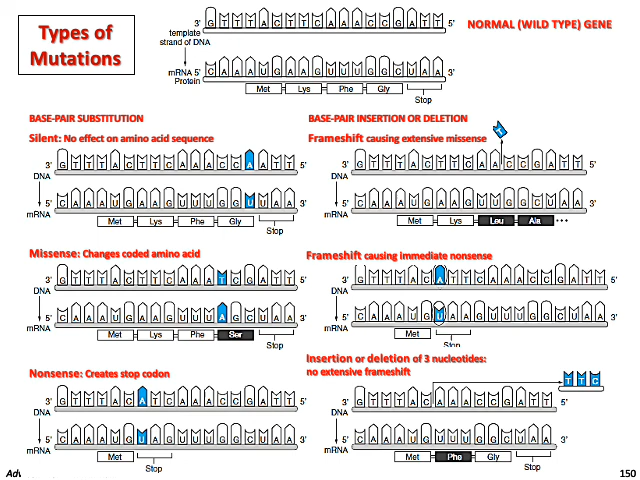 Types of
Mutations
NORMAL (WILD TYPE) GENE
3' G T T T A C T T C A A A C C G A T T 5'
template
strand of DNA
mRNA 5' C A A A U G A A G U U U G G C U A A 3'
Protein
Met Lys Phe Gly
Stop
BASE-PAIR SUBSTITUTION
Silent: No effect on amino acid sequence
3' G T T T A C T T C A A A C C A A T T 5'
DNA
5' C A A A U G A A G U U U G G U U A A 3'
mRNA
Met Lys Phe Gly
Stop
Missense: Changes coded amino acid
3' G T T T A C T T C A A A T C G A T T 5'
DNA
5' C A A A U G A A G U U U A G C U A A 3'
mRNA
Met Lys Phe Ser
Stop
Nonsense: Creates stop codon
3' G T T T A C A T C A A A C C G A T T 5'
DNA
5' C A A A U G U A G U U U G G C U A A 3'
mRNA
Met
Stop
BASE-PAIR INSERTION OR DELETION
Frameshift causing extensive missense
T
3' G T T T A C T T C A A C C G A T T 5'
DNA
5' C A A A U G A A G U U G G C U A A 3'
mRNA
Met Lys Leu Ala •••
Frameshift causing immediate nonsense
3' G T T T A C A T T C A A A C C G A T T 5'
DNA
5' C A A A U G U A A G U U U G G C U A A 3'
mRNA
Met
Stop
Insertion or deletion of 3 nucleotides:
no extensive frameshift
T T C
3' G T T T A C A A A C C G A T T 5'
DNA
5' C A A A U G U U U G G C U A A 3'
mRNA
Met Phe Gly
Stop
150